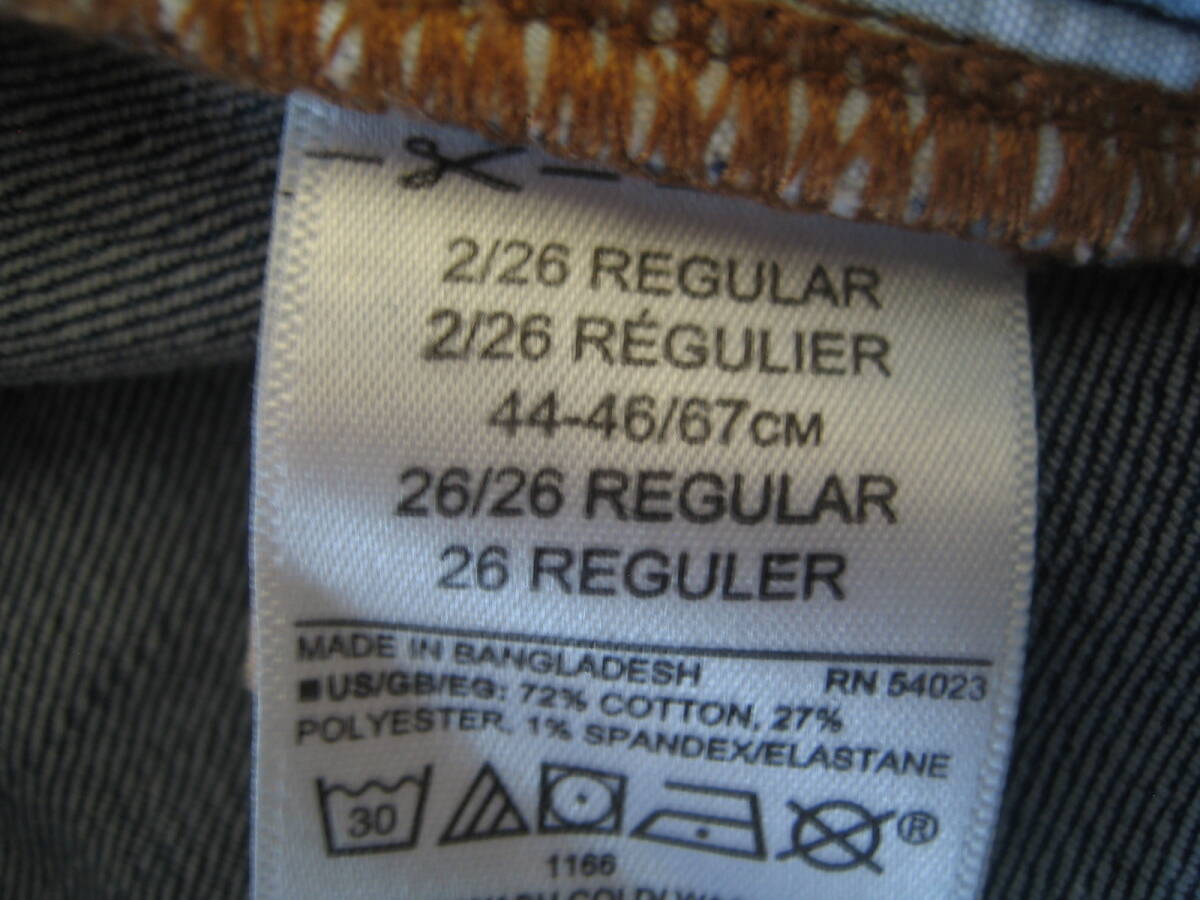 2/26 REGULAR
2/26 RÉGULIER
44-46/67CM
26/26 REGULAR
26 REGULER
MADE IN BANGLADESH RN 54023
■US/GB/EG: 72% COTTON, 27%
POLYESTER, 1% SPANDEX/ELASTANE
30 ®
1166